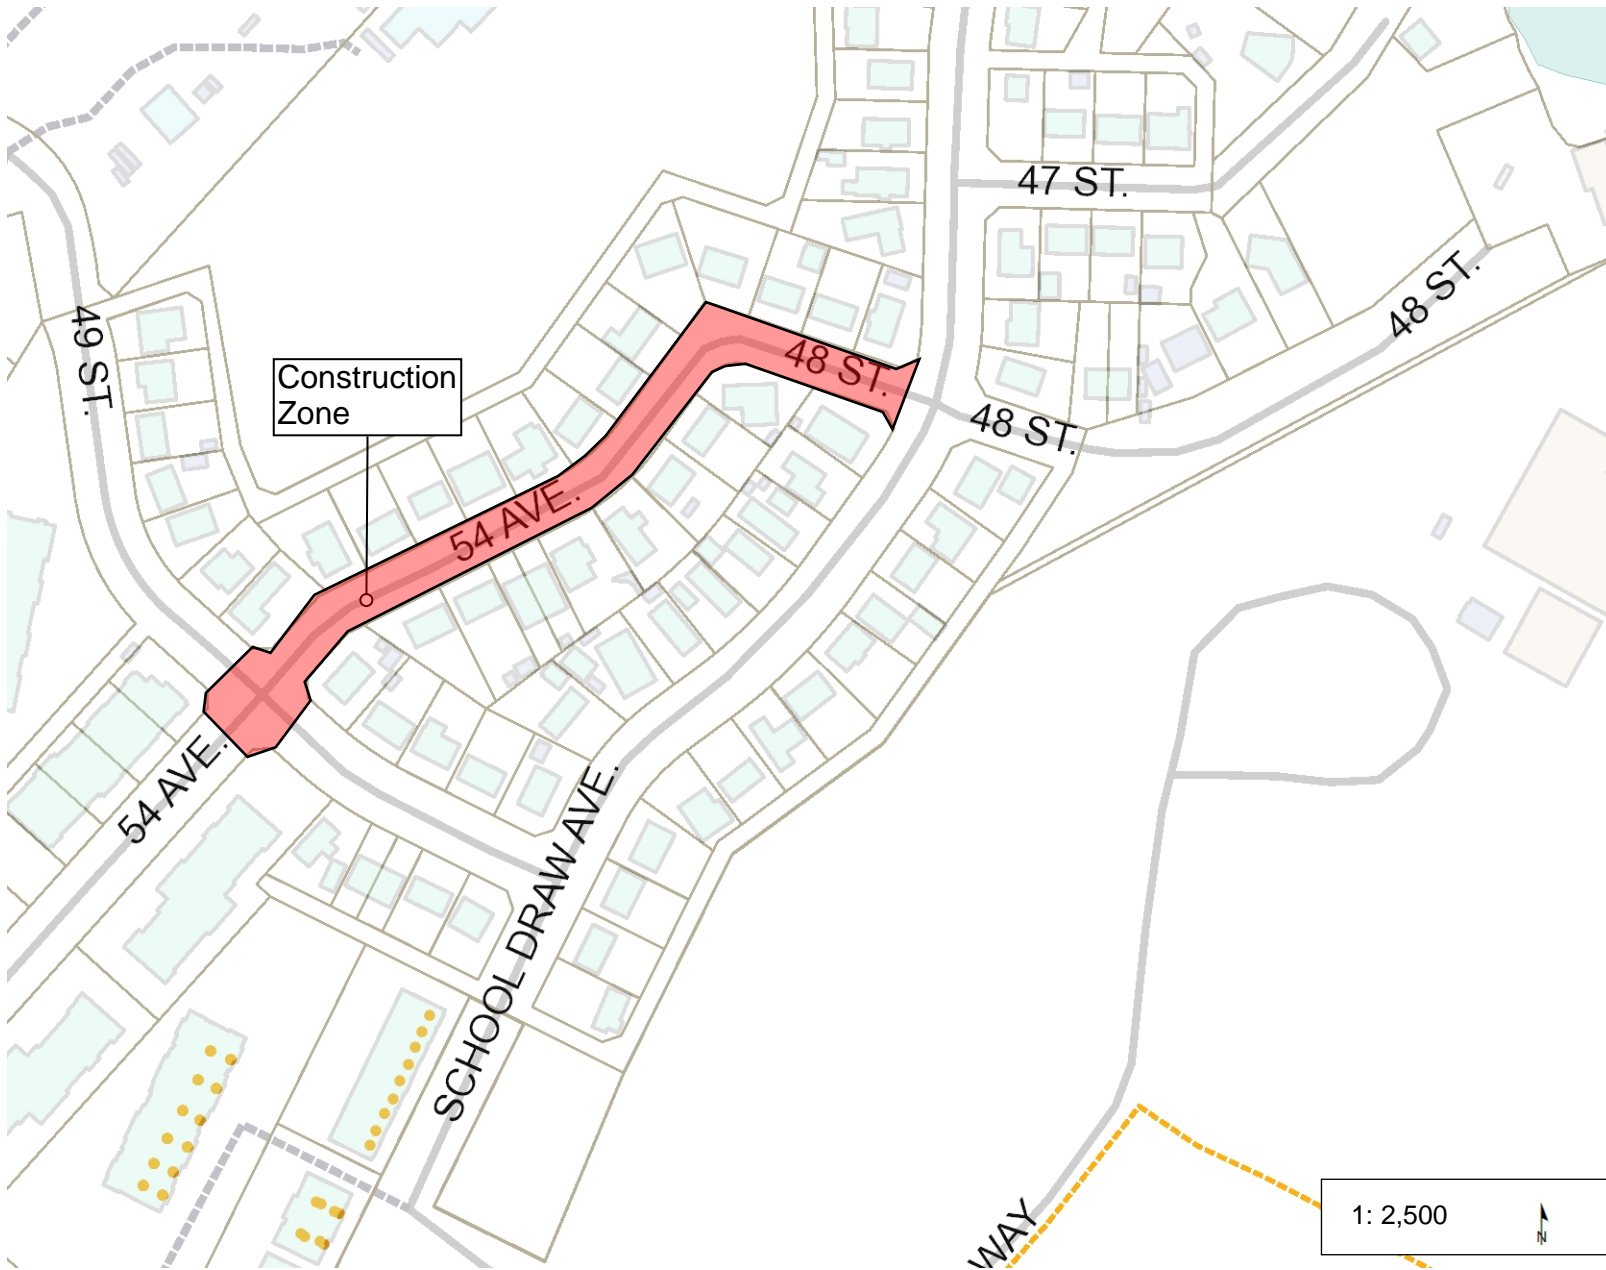 47 ST.
48 ST.
49 ST.
48 ST.
Construction
Zone
48 ST.
54 AVE.
54 AVE.
SCHOOL DRAW AVE.
WAY
1: 2,500
N